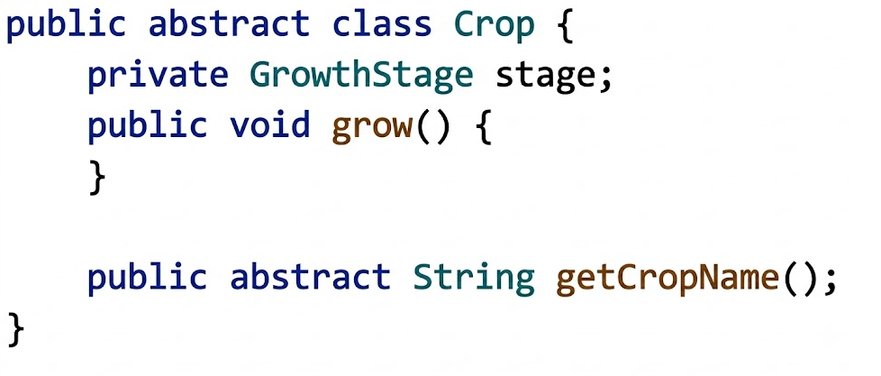 public abstract class Crop {
    private GrowthStage stage;
    public void grow() {
    }

    public abstract String getCropName();
}